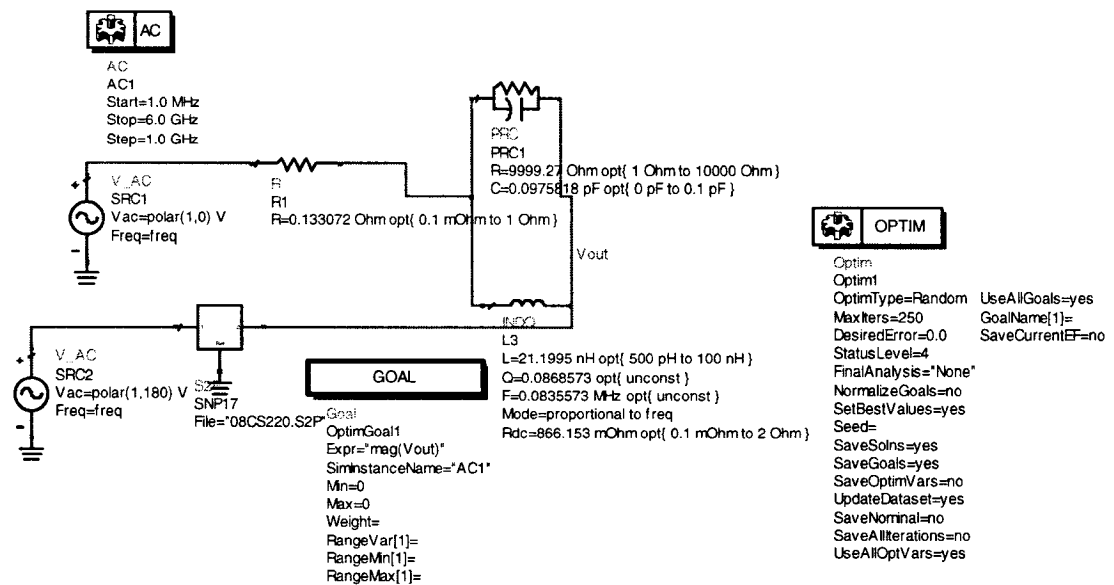 AC
AC
AC1
Start=1.0 MHz
Stop=6.0 GHz
Step=1.0 GHz
V_AC
SRC1
Vac=polar(1,0) V
Freq=freq
R
R1
R=0.133072 Ohm opt{ 0.1 mOhm to 1 Ohm }
PRC
PRC1
R=9999.27 Ohm opt{ 1 Ohm to 10000 Ohm }
C=0.0975818 pF opt{ 0 pF to 0.1 pF }
Vout
V_AC
SRC2
Vac=polar(1,180) V
Freq=freq
Ref
SNP17
File="08CS220.S2P"
INDQ
L3
L=21.1995 nH opt{ 500 pH to 100 nH }
Q=0.0868573 opt{ unconst }
F=0.0835573 MHz opt{ unconst }
Mode=proportional to freq
Rdc=866.153 mOhm opt{ 0.1 mOhm to 2 Ohm }
GOAL
Goal
OptimGoal1
Expr="mag(Vout)"
SimInstanceName="AC1"
Min=0
Max=0
Weight=
RangeVar[1]=
RangeMin[1]=
RangeMax[1]=
OPTIM
Optim
Optim1
OptimType=Random UseAllGoals=yes
MaxIters=250 GoalName[1]=
DesiredError=0.0 SaveCurrentEF=no
StatusLevel=4
FinalAnalysis="None"
NormalizeGoals=no
SetBestValues=yes
Seed=
SaveSolns=yes
SaveGoals=yes
SaveOptimVars=no
UpdateDataset=yes
SaveNominal=no
SaveAllIterations=no
UseAllOptVars=yes